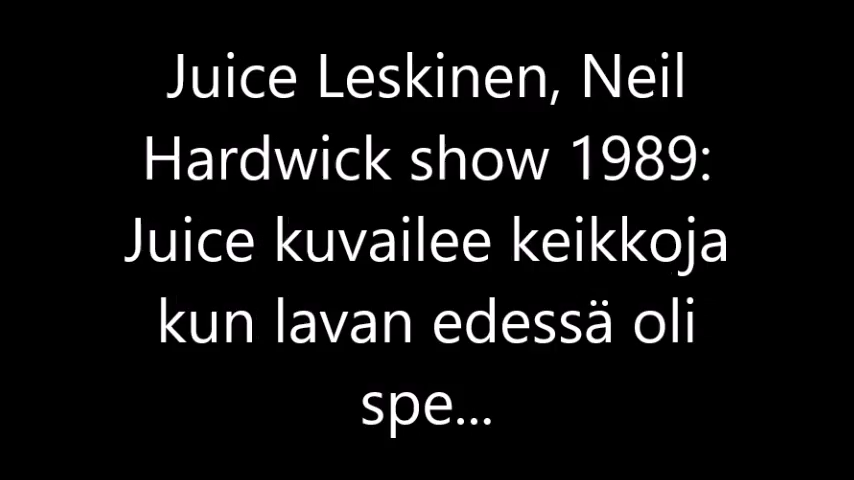 Juice Leskinen, Neil
Hardwick show 1989:
Juice kuvailee keikkoja
kun lavan edessä oli
spe...